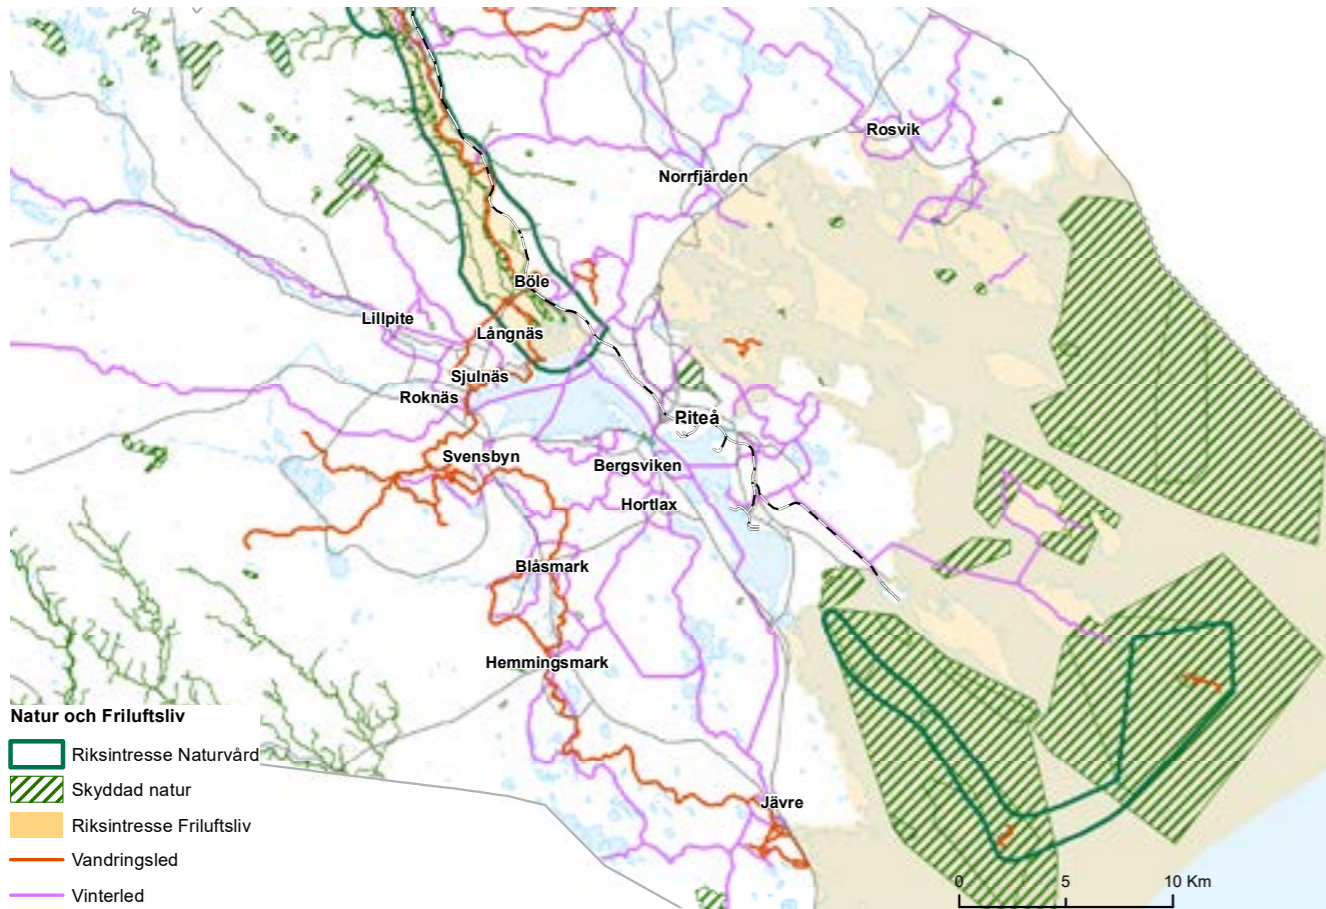 Rosvik
Norrfjärden
Böle
Lillpite
Långnäs
Sjulnäs
Roknäs
Piteå
Svensbyn
Bergsviken
Hortlax
Blåsmark
Hemmingsmark
Jävre
Natur och Friluftsliv
Riksintresse Naturvård
Skyddad natur
Riksintresse Friluftsliv
Vandringsled
Vinterled
0 5 10 Km